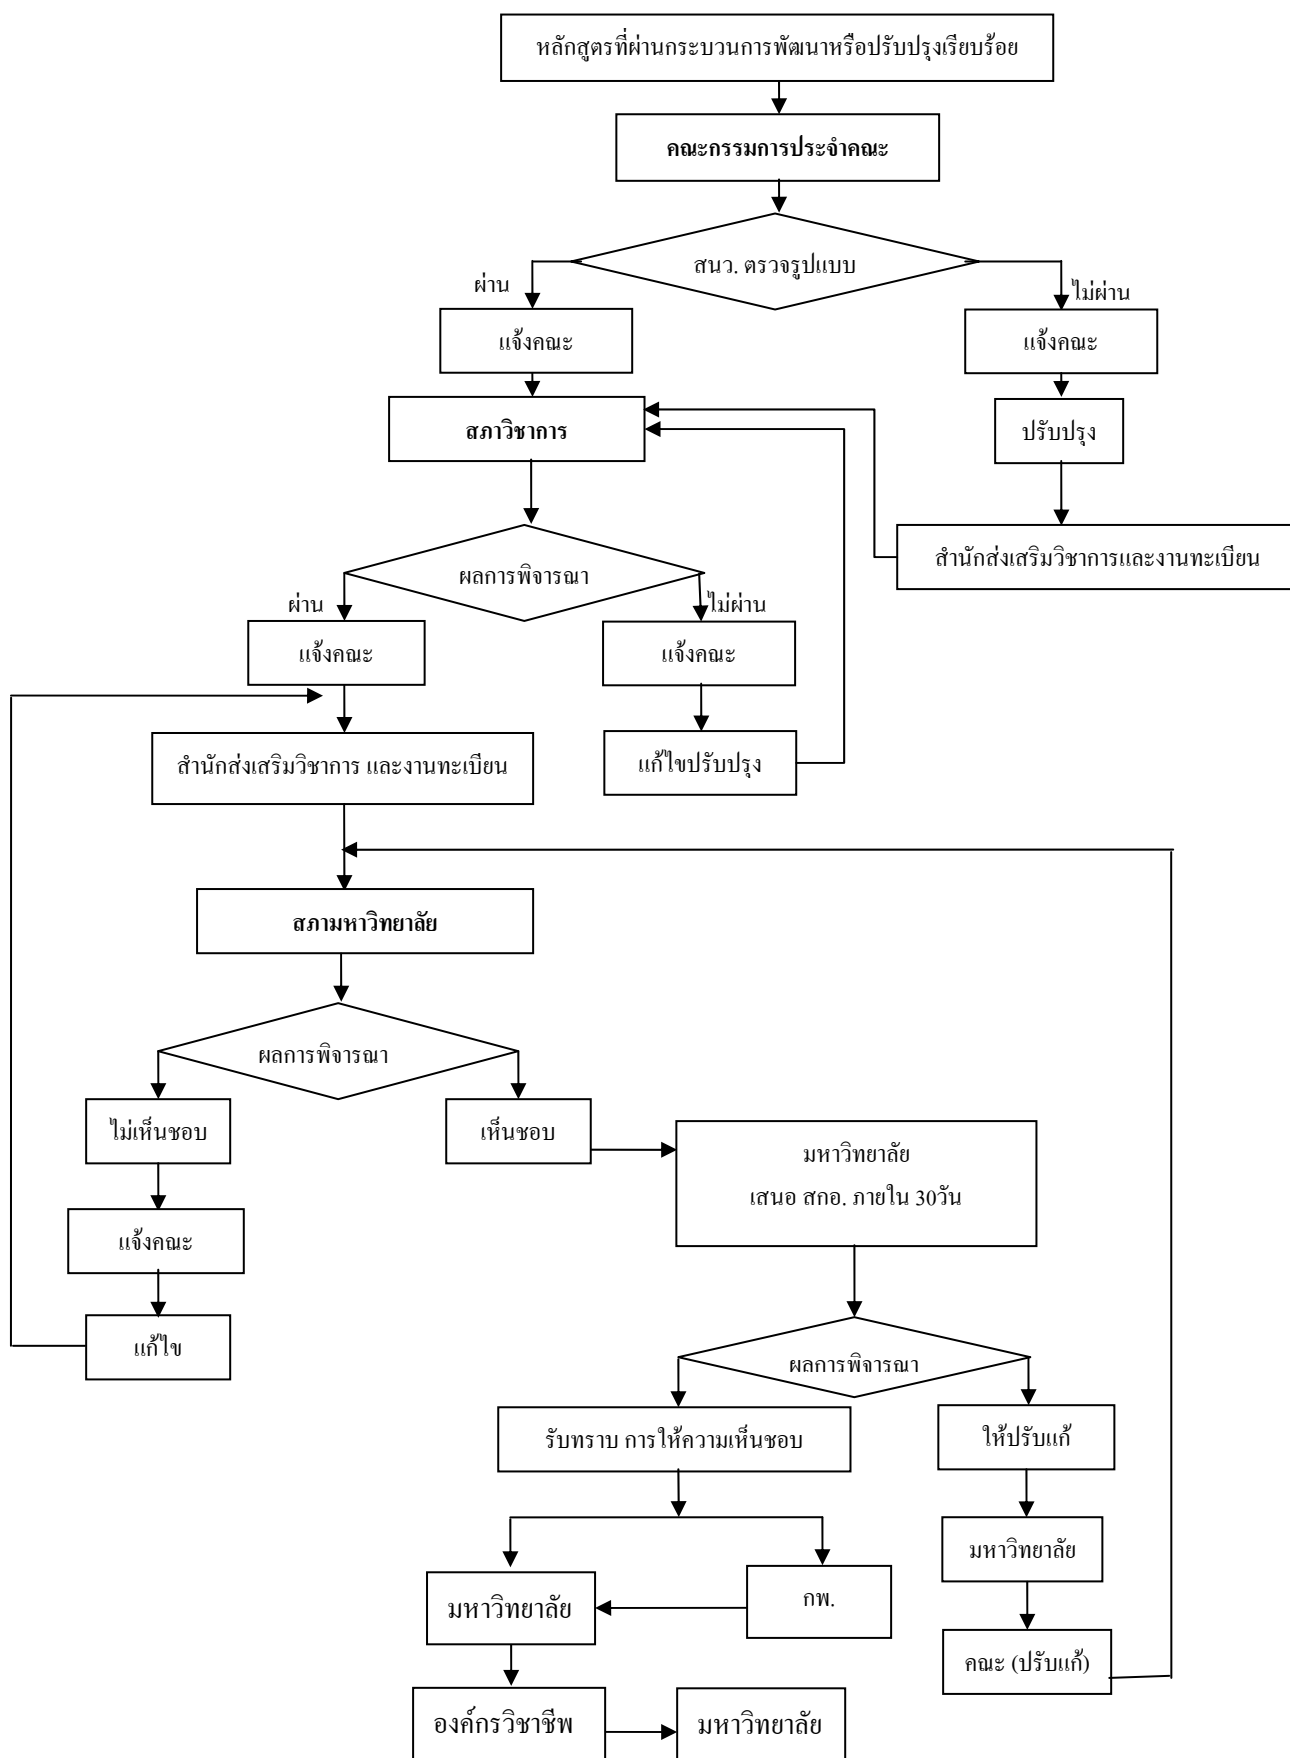 หลักสูตรที่ผ่านกระบวนการพัฒนาหรือปรับปรุงเรียบร้อย
คณะกรรมการประจำคณะ
สนว. ตรวจรูปแบบ
ผ่าน
ไม่ผ่าน
แจ้งคณะ
แจ้งคณะ
สภาวิชาการ
ปรับปรุง
สำนักส่งเสริมวิชาการและงานทะเบียน
ผลการพิจารณา
ผ่าน
ไม่ผ่าน
แจ้งคณะ
แจ้งคณะ
สำนักส่งเสริมวิชาการ และงานทะเบียน
แก้ไขปรับปรุง
สภามหาวิทยาลัย
ผลการพิจารณา
ไม่เห็นชอบ
เห็นชอบ
มหาวิทยาลัย
เสนอ สกอ. ภายใน 30วัน
แจ้งคณะ
แก้ไข
ผลการพิจารณา
รับทราบ การให้ความเห็นชอบ
ให้ปรับแก้
มหาวิทยาลัย
มหาวิทยาลัย
กพ.
คณะ (ปรับแก้)
องค์กรวิชาชีพ
มหาวิทยาลัย